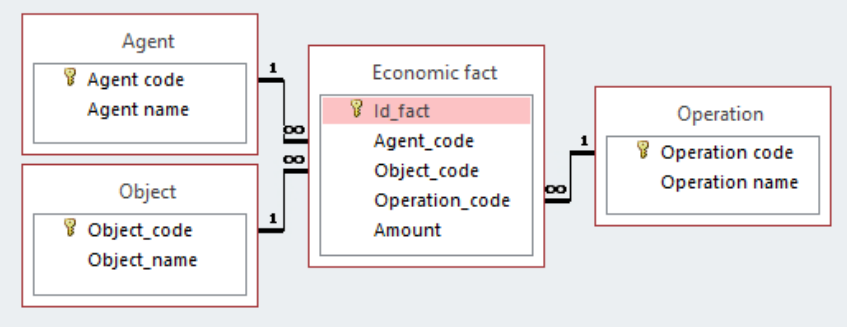 Agent
Agent code
Agent name
1
∞
Object
Object_code
Object_name
1
∞
Economic fact
Id_fact
Agent_code
Object_code
Operation_code
Amount
∞
1
Operation
Operation code
Operation name